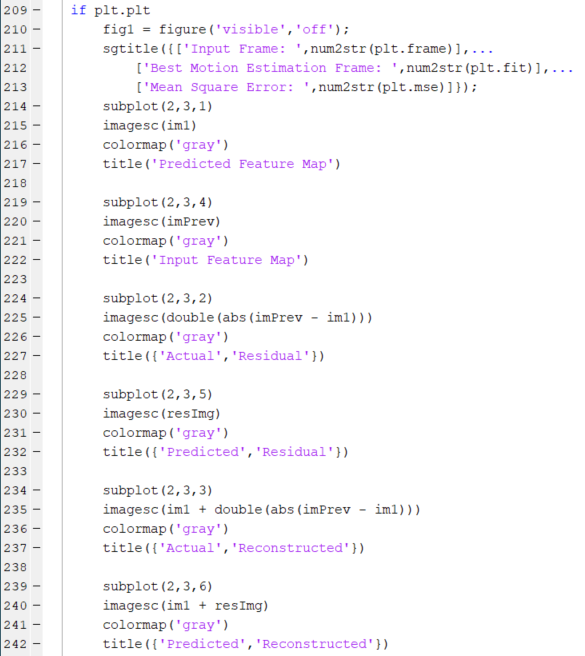 209 – if plt.plt
210 – fig1 = figure('visible','off');
211 – sgtitle({['Input Frame: ',num2str(plt.frame)],...
212 ['Best Motion Estimation Frame: ',num2str(plt.fit)],...
213 ['Mean Square Error: ',num2str(plt.mse)]});
214 – subplot(2,3,1)
215 – imagesc(im1)
216 – colormap('gray')
217 – title('Predicted Feature Map')
218
219 – subplot(2,3,4)
220 – imagesc(imPrev)
221 – colormap('gray')
222 – title('Input Feature Map')
223
224 – subplot(2,3,2)
225 – imagesc(double(abs(imPrev - im1)))
226 – colormap('gray')
227 – title({'Actual','Residual'})
228
229 – subplot(2,3,5)
230 – imagesc(resImg)
231 – colormap('gray')
232 – title({'Predicted','Residual'})
233
234 – subplot(2,3,3)
235 – imagesc(im1 + double(abs(imPrev - im1)))
236 – colormap('gray')
237 – title({'Actual','Reconstructed'})
238
239 – subplot(2,3,6)
240 – imagesc(im1 + resImg)
241 – colormap('gray')
242 – title({'Predicted','Reconstructed'})